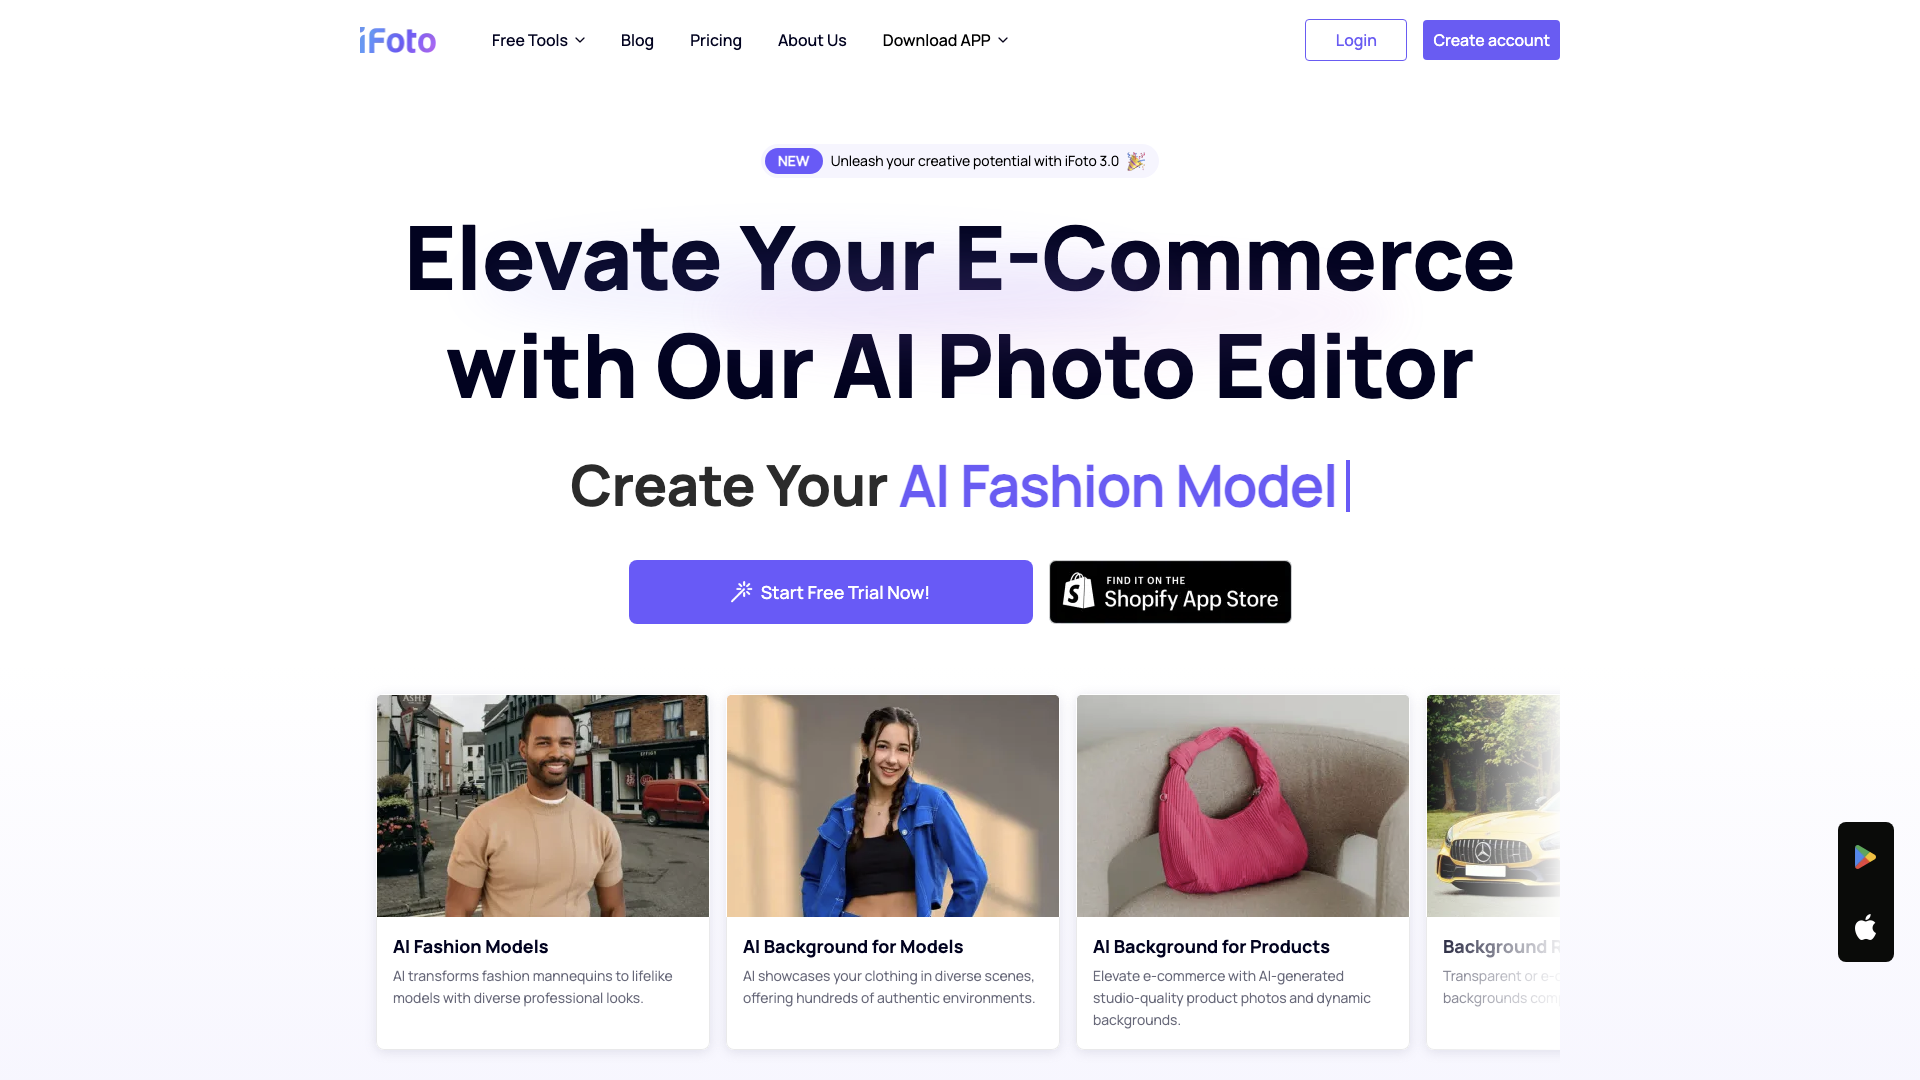 iFoto
Free Tools
Blog
Pricing
About Us
Download APP
Login
Create account
NEW Unleash your creative potential with iFoto 3.0
Elevate Your E-Commerce
with Our AI Photo Editor
Create Your AI Fashion Model
Start Free Trial Now!
FIND IT ON THE
Shopify App Store
AI Fashion Models
AI transforms fashion mannequins to lifelike
models with diverse professional looks.
AI Background for Models
AI showcases your clothing in diverse scenes,
offering hundreds of authentic environments.
AI Background for Products
Elevate e-commerce with AI-generated
studio-quality product photos and dynamic
backgrounds.
Background
Transparent or
backgrounds